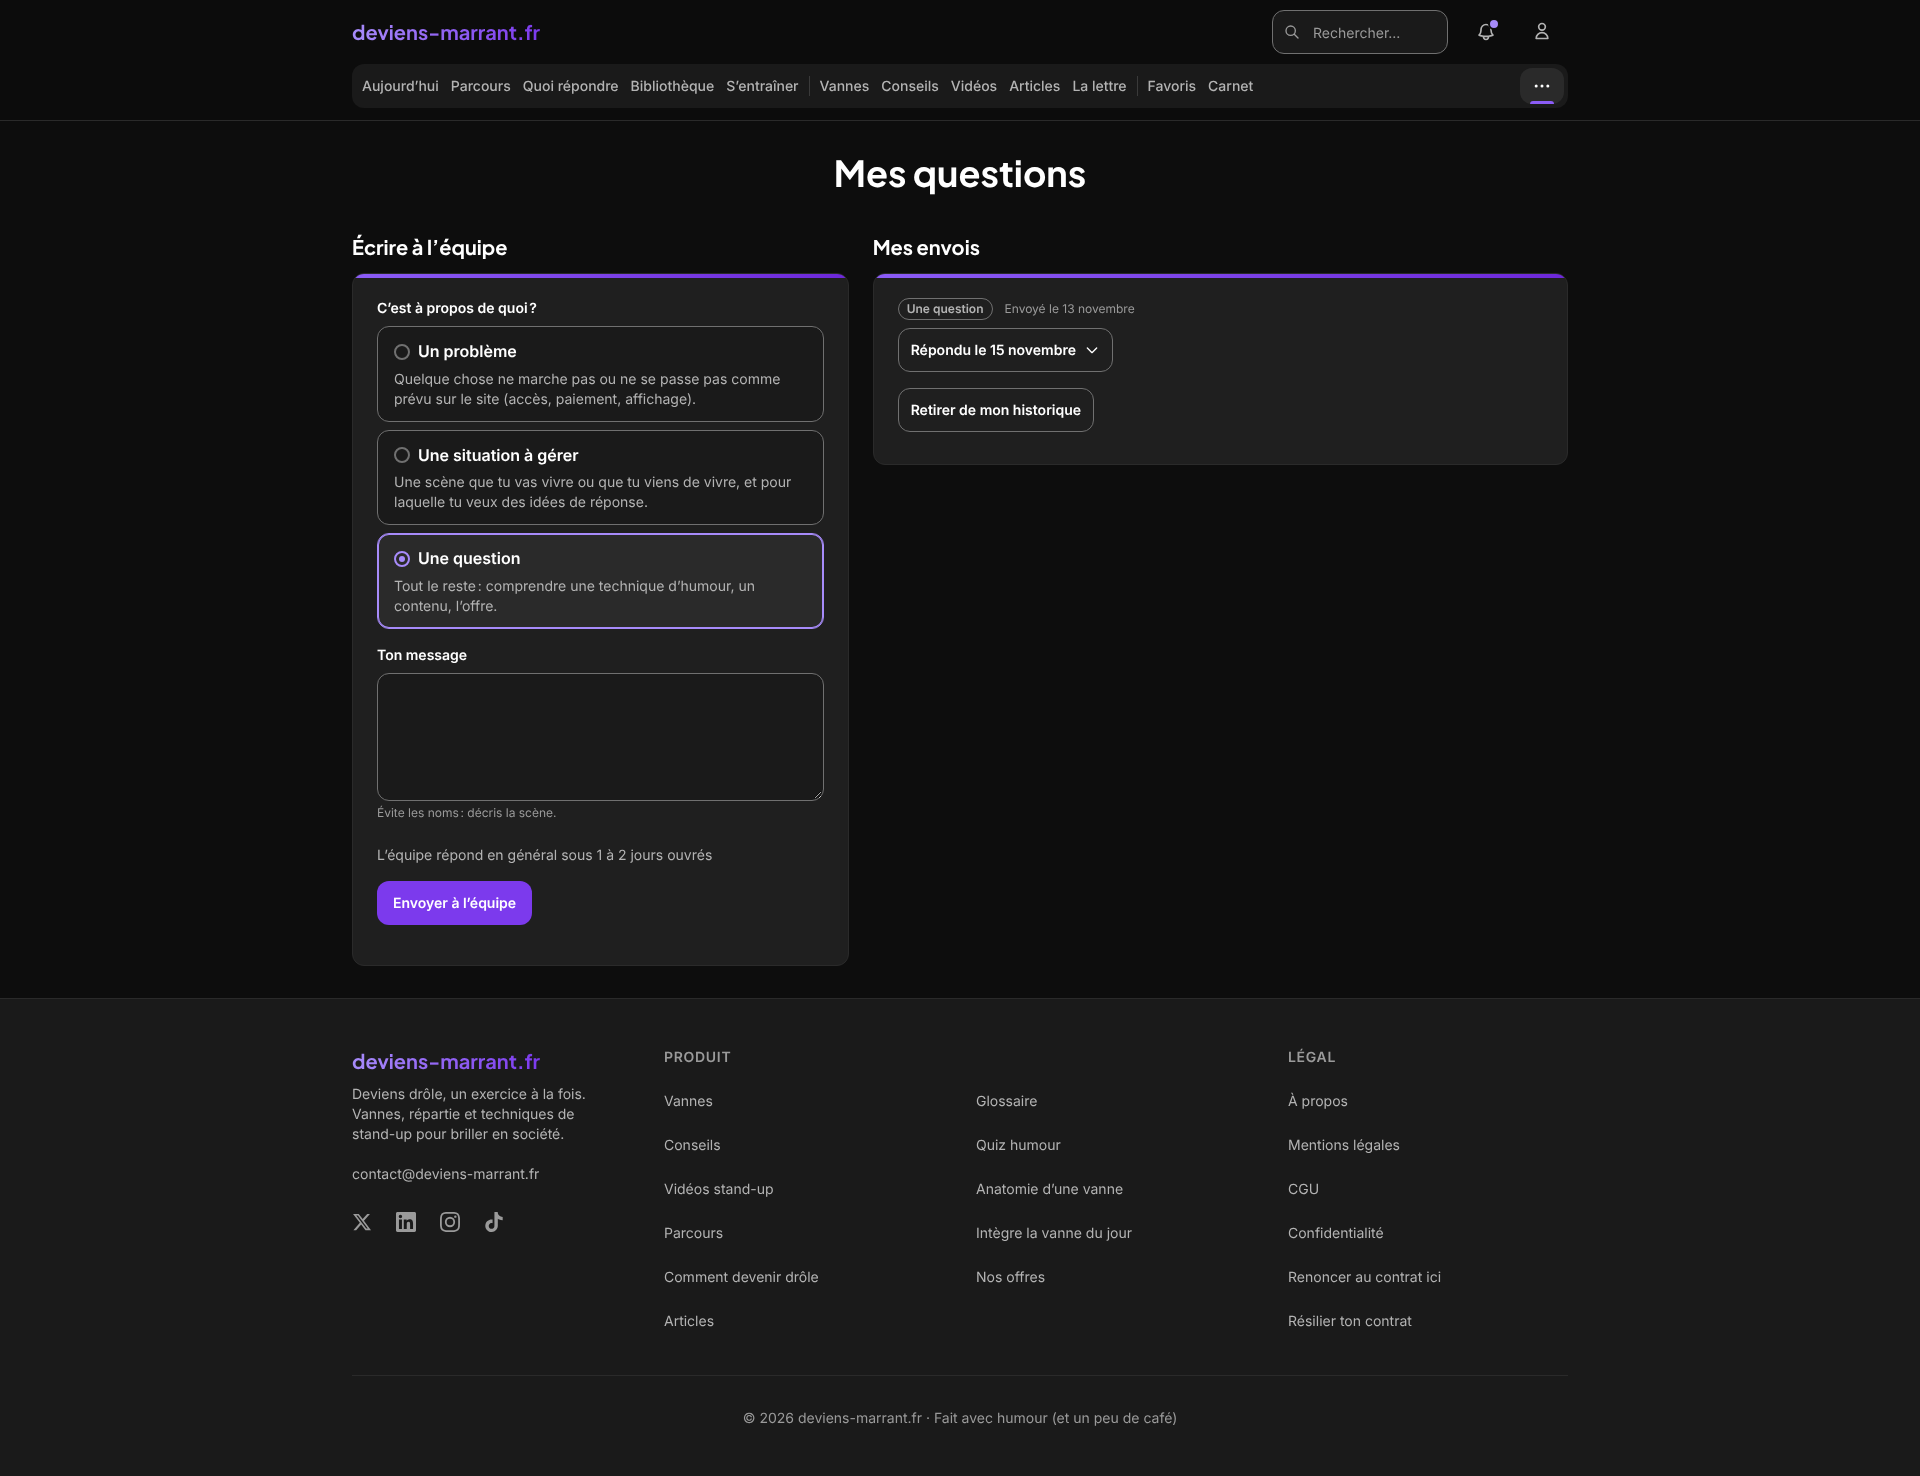 deviens-marrant.fr
Rechercher...
Aujourd’hui Parcours Quoi répondre Bibliothèque S’entraîner Vannes Conseils Vidéos Articles La lettre Favoris Carnet
Mes questions
Écrire à l’équipe
C’est à propos de quoi ?
Un problème
Quelque chose ne marche pas ou ne se passe pas comme
prévu sur le site (accès, paiement, affichage).
Une situation à gérer
Une scène que tu vas vivre ou que tu viens de vivre, et pour
laquelle tu veux des idées de réponse.
Une question
Tout le reste : comprendre une technique d’humour, un
contenu, l’offre.
Ton message
Évite les noms : décris la scène.
L’équipe répond en général sous 1 à 2 jours ouvrés
Envoyer à l’équipe
Mes envois
Une question Envoyé le 13 novembre
Répondu le 15 novembre
Retirer de mon historique
deviens-marrant.fr
Deviens drôle, un exercice à la fois.
Vannes, répartie et techniques de
stand-up pour briller en société.
contact@deviens-marrant.fr
PRODUIT
Vannes
Conseils
Vidéos stand-up
Parcours
Comment devenir drôle
Articles
Glossaire
Quiz humour
Anatomie d’une vanne
Intègre la vanne du jour
Nos offres
LÉGAL
À propos
Mentions légales
CGU
Confidentialité
Renoncer au contrat ici
Résilier ton contrat
© 2026 deviens-marrant.fr · Fait avec humour (et un peu de café)